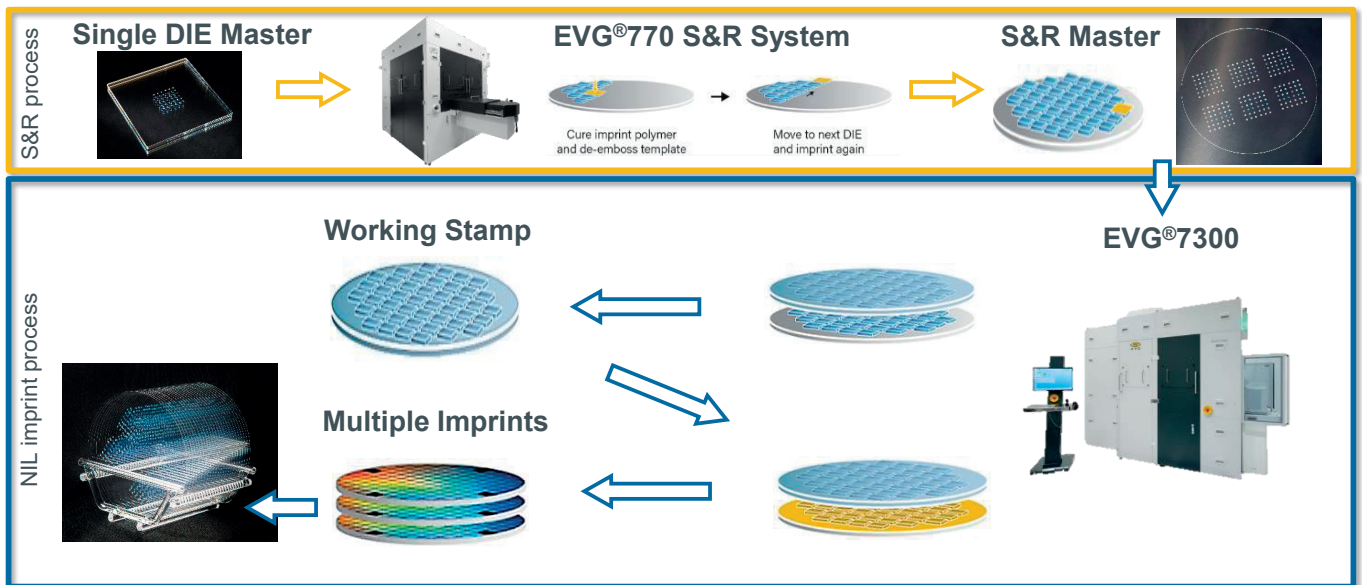 S&R process
Single DIE Master
EVG®770 S&R System
S&R Master
Cure imprint polymer
and de-emboss template
Move to next DIE
and imprint again
NIL imprint process
Working Stamp
EVG®7300
Multiple Imprints